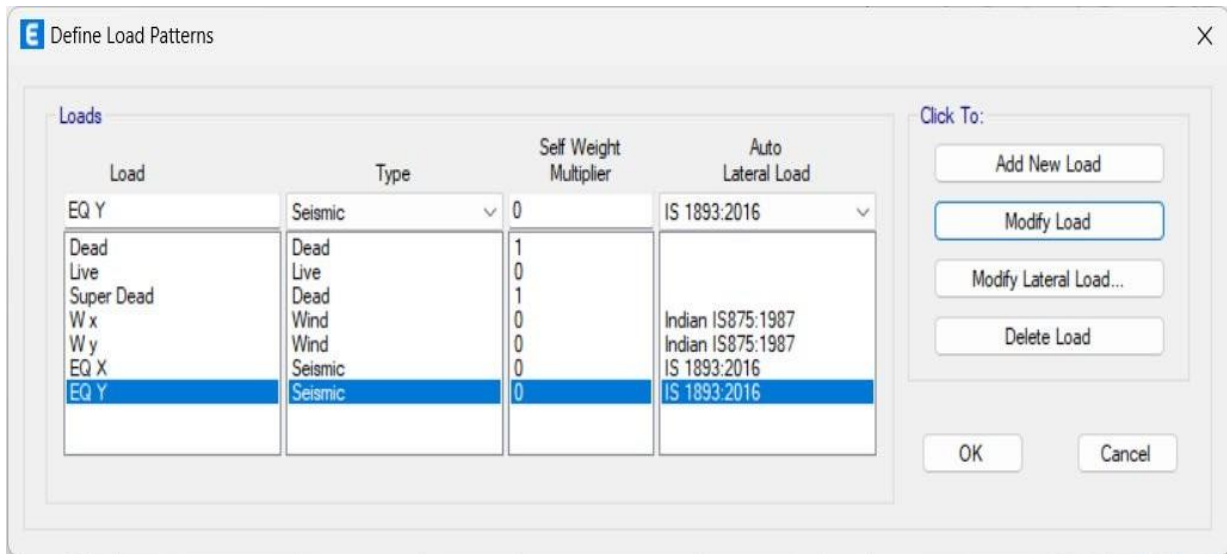 E Define Load Patterns X
Loads
Load Type Self Weight Multiplier Auto Lateral Load
EQ Y Seismic 0 IS 1893:2016
Dead Dead 1
Live Live 0
Super Dead Dead 1
W x Wind 0 Indian IS875:1987
W y Wind 0 Indian IS875:1987
EQ X Seismic 0 IS 1893:2016
EQ Y Seismic 0 IS 1893:2016
Click To:
Add New Load
Modify Load
Modify Lateral Load...
Delete Load
OK Cancel